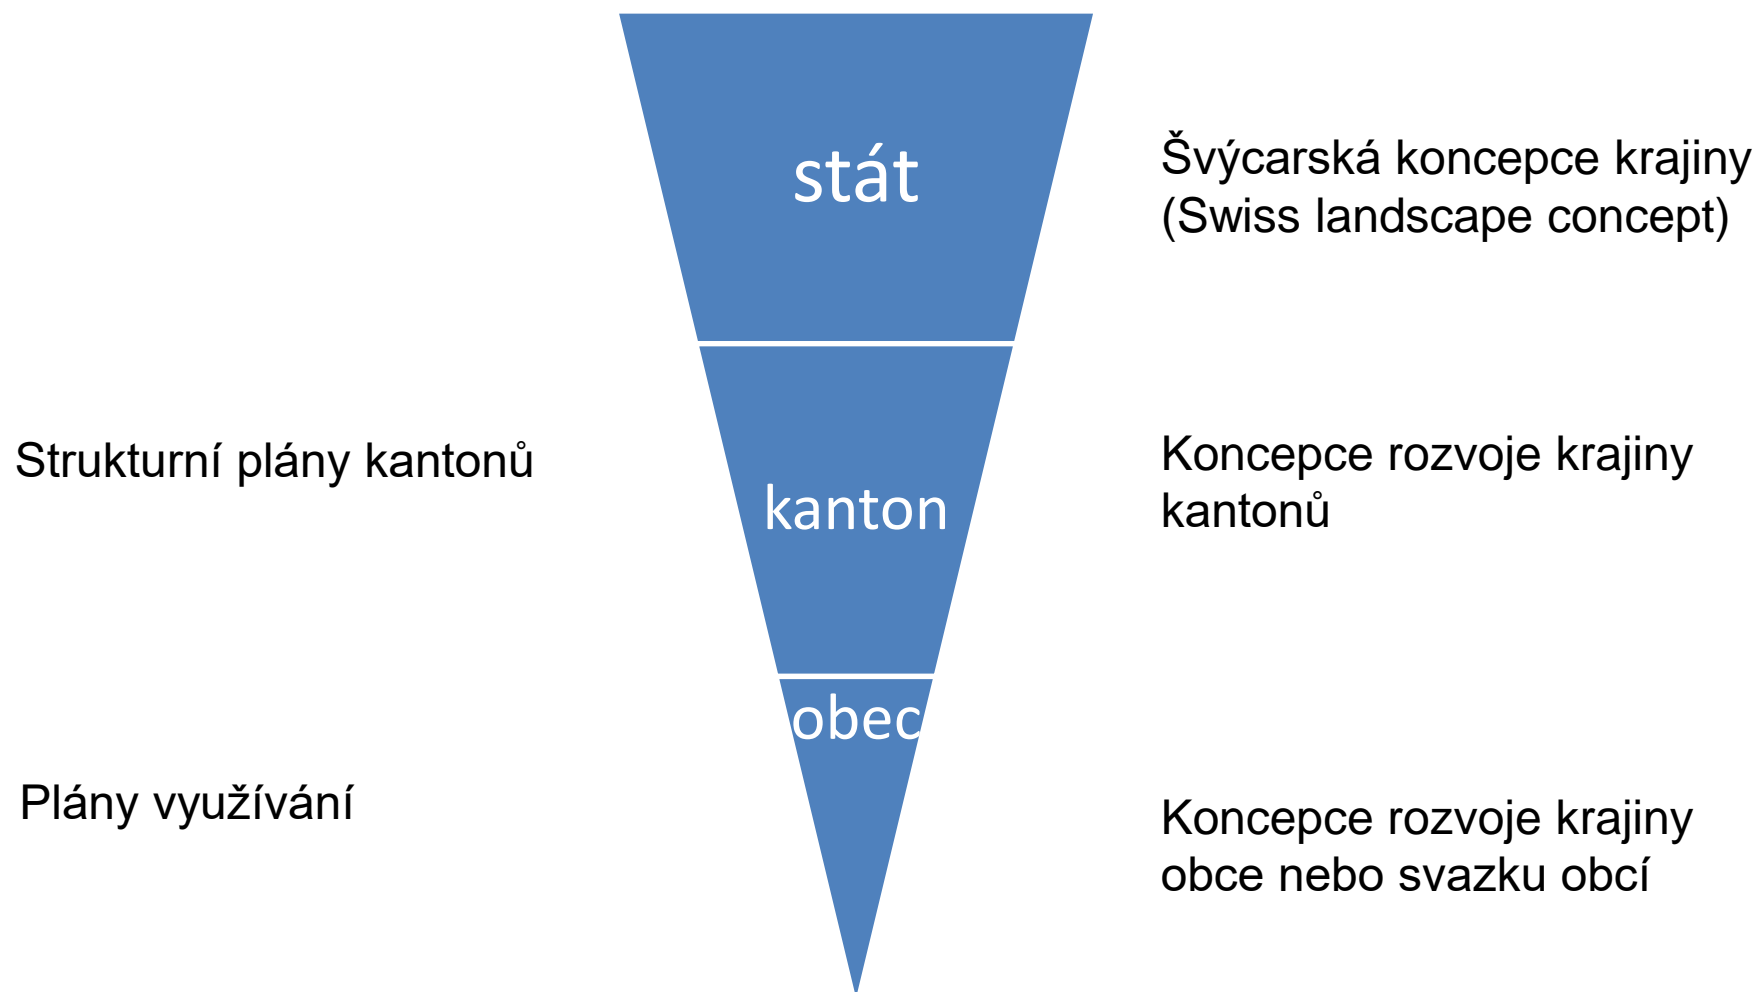 stát
Švýcarská koncepce krajiny
(Swiss landscape concept)
Strukturní plány kantonů
kanton
Koncepce rozvoje krajiny
kantonů
obec
Plány využívání
Koncepce rozvoje krajiny
obce nebo svazku obcí